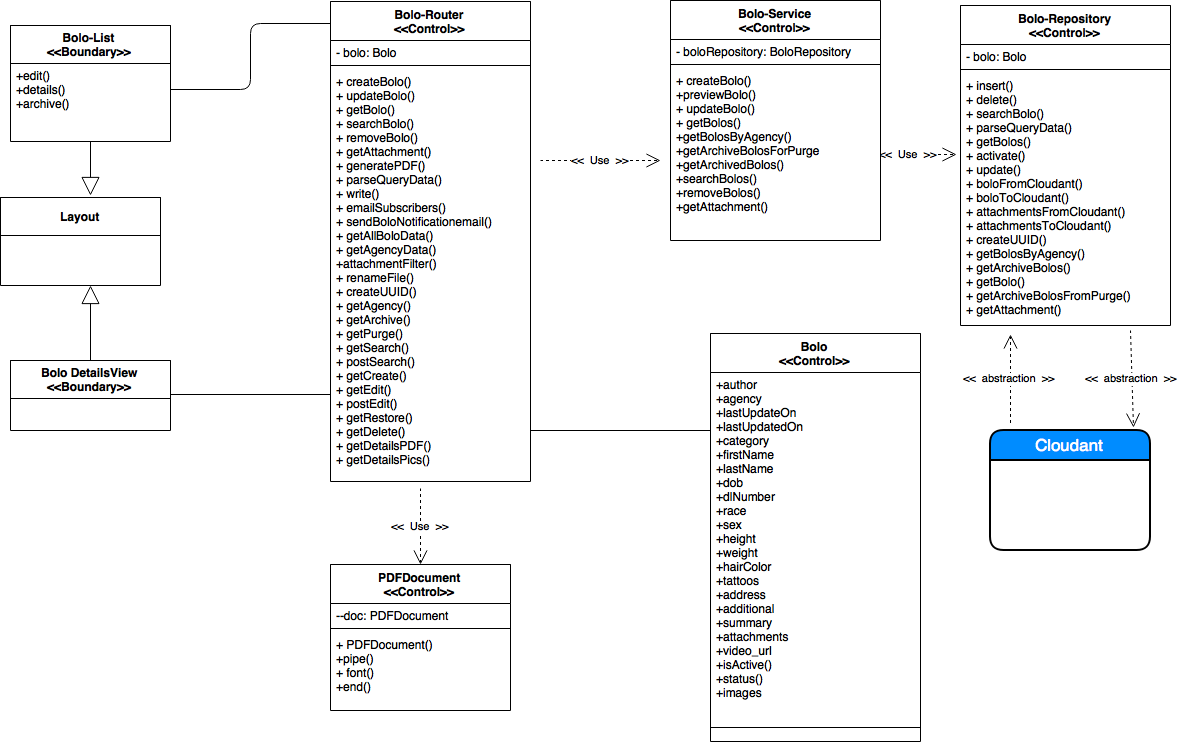 Bolo-List
<<Boundary>>
+edit()
+details()
+archive()
Layout
Bolo DetailsView
<<Boundary>>
Bolo-Router
<<Control>>
- bolo: Bolo
+ createBolo()
+ updateBolo()
+ getBolo()
+ searchBolo()
+ removeBolo()
+ getAttachment()
+ generatePDF()
+ parseQueryData()
+ write()
+ emailSubscribers()
+ sendBoloNotificationemail()
+ getAllBoloData()
+ getAgencyData()
+attachmentFilter()
+ renameFile()
+ createUUID()
+ getAgency()
+ getArchive()
+ getPurge()
+ getSearch()
+ postSearch()
+ getCreate()
+ getEdit()
+ postEdit()
+ getRestore()
+ getDelete()
+ getDetailsPDF()
+ getDetailsPics()
<< Use >>
PDFDocument
<<Control>>
--doc: PDFDocument
+ PDFDocument()
+pipe()
+ font()
+end()
<< Use >>
Bolo-Service
<<Control>>
- boloRepository: BoloRepository
+ createBolo()
+previewBolo()
+ updateBolo()
+ getBolos()
+getBolosByAgency()
+getArchiveBolosForPurge
+getArchivedBolos()
+searchBolos()
+removeBolos()
+getAttachment()
<< Use >>
Bolo-Repository
<<Control>>
- bolo: Bolo
+ insert()
+ delete()
+ searchBolo()
+ parseQueryData()
+ getBolos()
+ activate()
+ update()
+ boloFromCloudant()
+ boloToCloudant()
+ attachmentsFromCloudant()
+ attachmentsToCloudant()
+ createUUID()
+ getBolosByAgency()
+ getArchiveBolos()
+ getBolo()
+ getArchiveBolosFromPurge()
+ getAttachment()
<< abstraction >>
<< abstraction >>
Cloudant
Bolo
<<Control>>
+author
+agency
+lastUpdateOn
+lastUpdatedOn
+category
+firstName
+lastName
+dob
+dlNumber
+race
+sex
+height
+weight
+hairColor
+tattoos
+address
+additional
+summary
+attachments
+video_url
+isActive()
+status()
+images